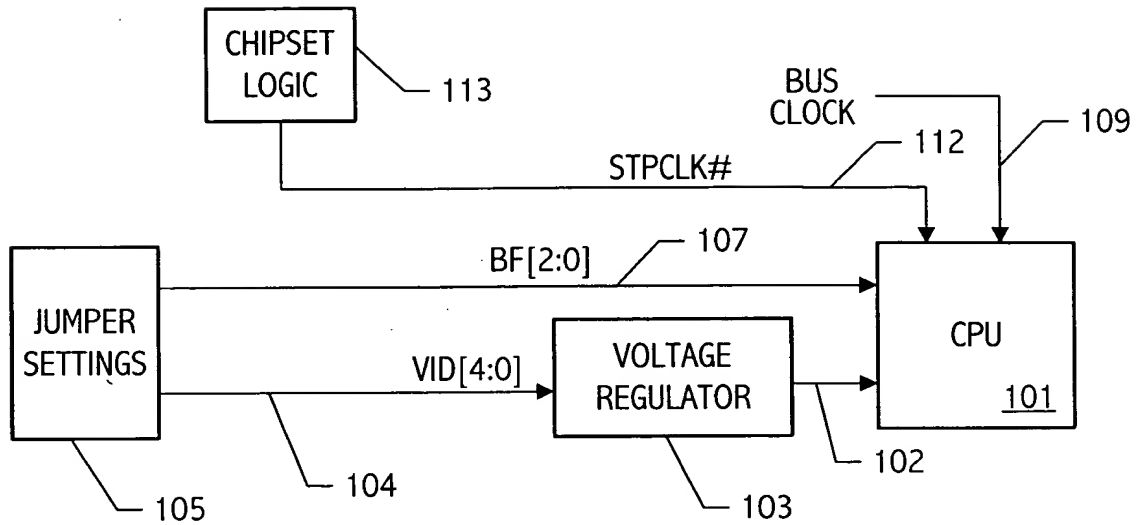 CHIPSET
LOGIC
113
BUS
CLOCK
109
112
STPCLK#
107
BF[2:0]
JUMPER
SETTINGS
CPU
VOLTAGE
REGULATOR
VID[4:0]
101
102
104
103
105